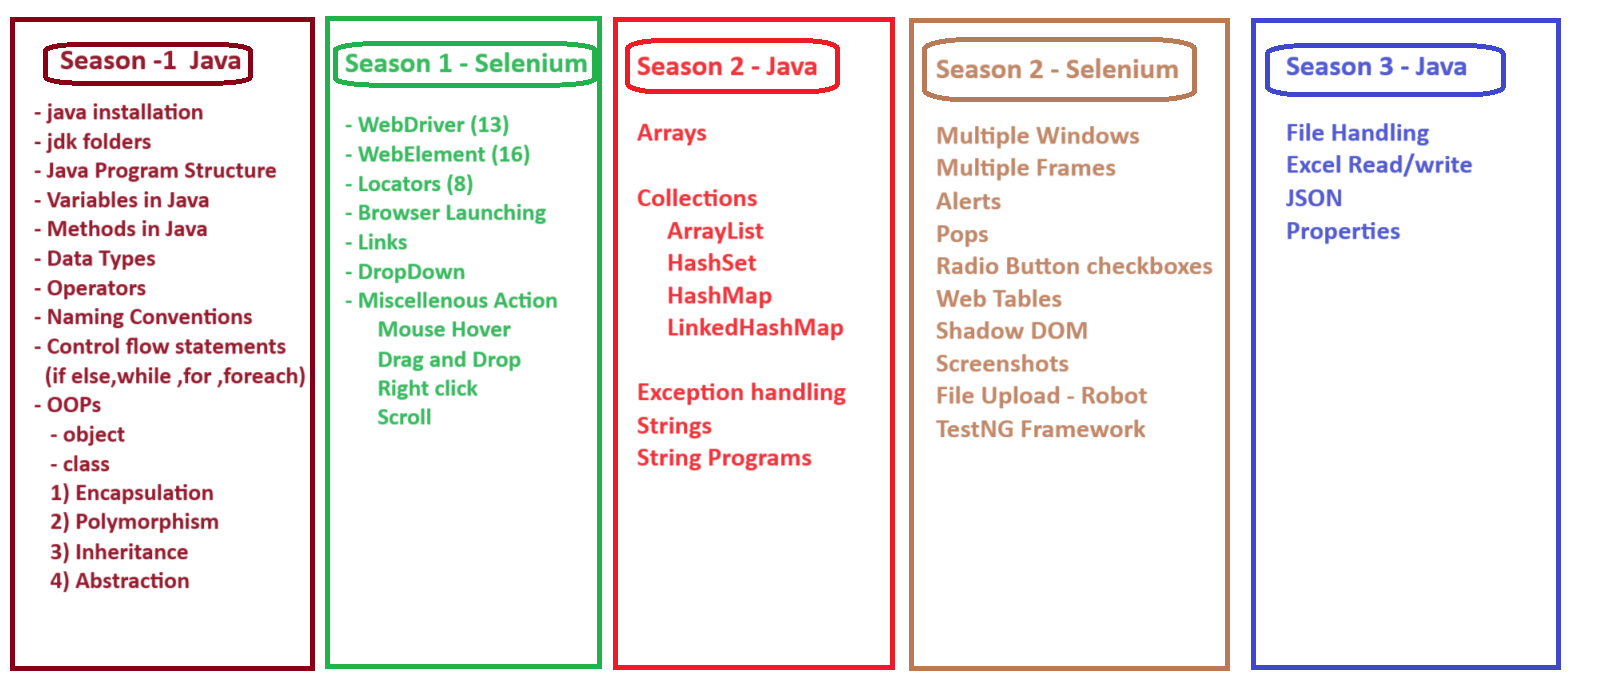 Season -1 Java
- java installation
- jdk folders
- Java Program Structure
- Variables in Java
- Methods in Java
- Data Types
- Operators
- Naming Conventions
- Control flow statements
(if else,while ,for ,foreach)
- OOPs
- object
- class
1) Encapsulation
2) Polymorphism
3) Inheritance
4) Abstraction
Season 1 - Selenium
- WebDriver (13)
- WebElement (16)
- Locators (8)
- Browser Launching
- Links
- DropDown
- Miscellenous Action
Mouse Hover
Drag and Drop
Right click
Scroll
Season 2 - Java
Arrays
Collections
ArrayList
HashSet
HashMap
LinkedHashMap
Exception handling
Strings
String Programs
Season 2 - Selenium
Multiple Windows
Multiple Frames
Alerts
Pops
Radio Button checkboxes
Web Tables
Shadow DOM
Screenshots
File Upload - Robot
TestNG Framework
Season 3 - Java
File Handling
Excel Read/write
JSON
Properties